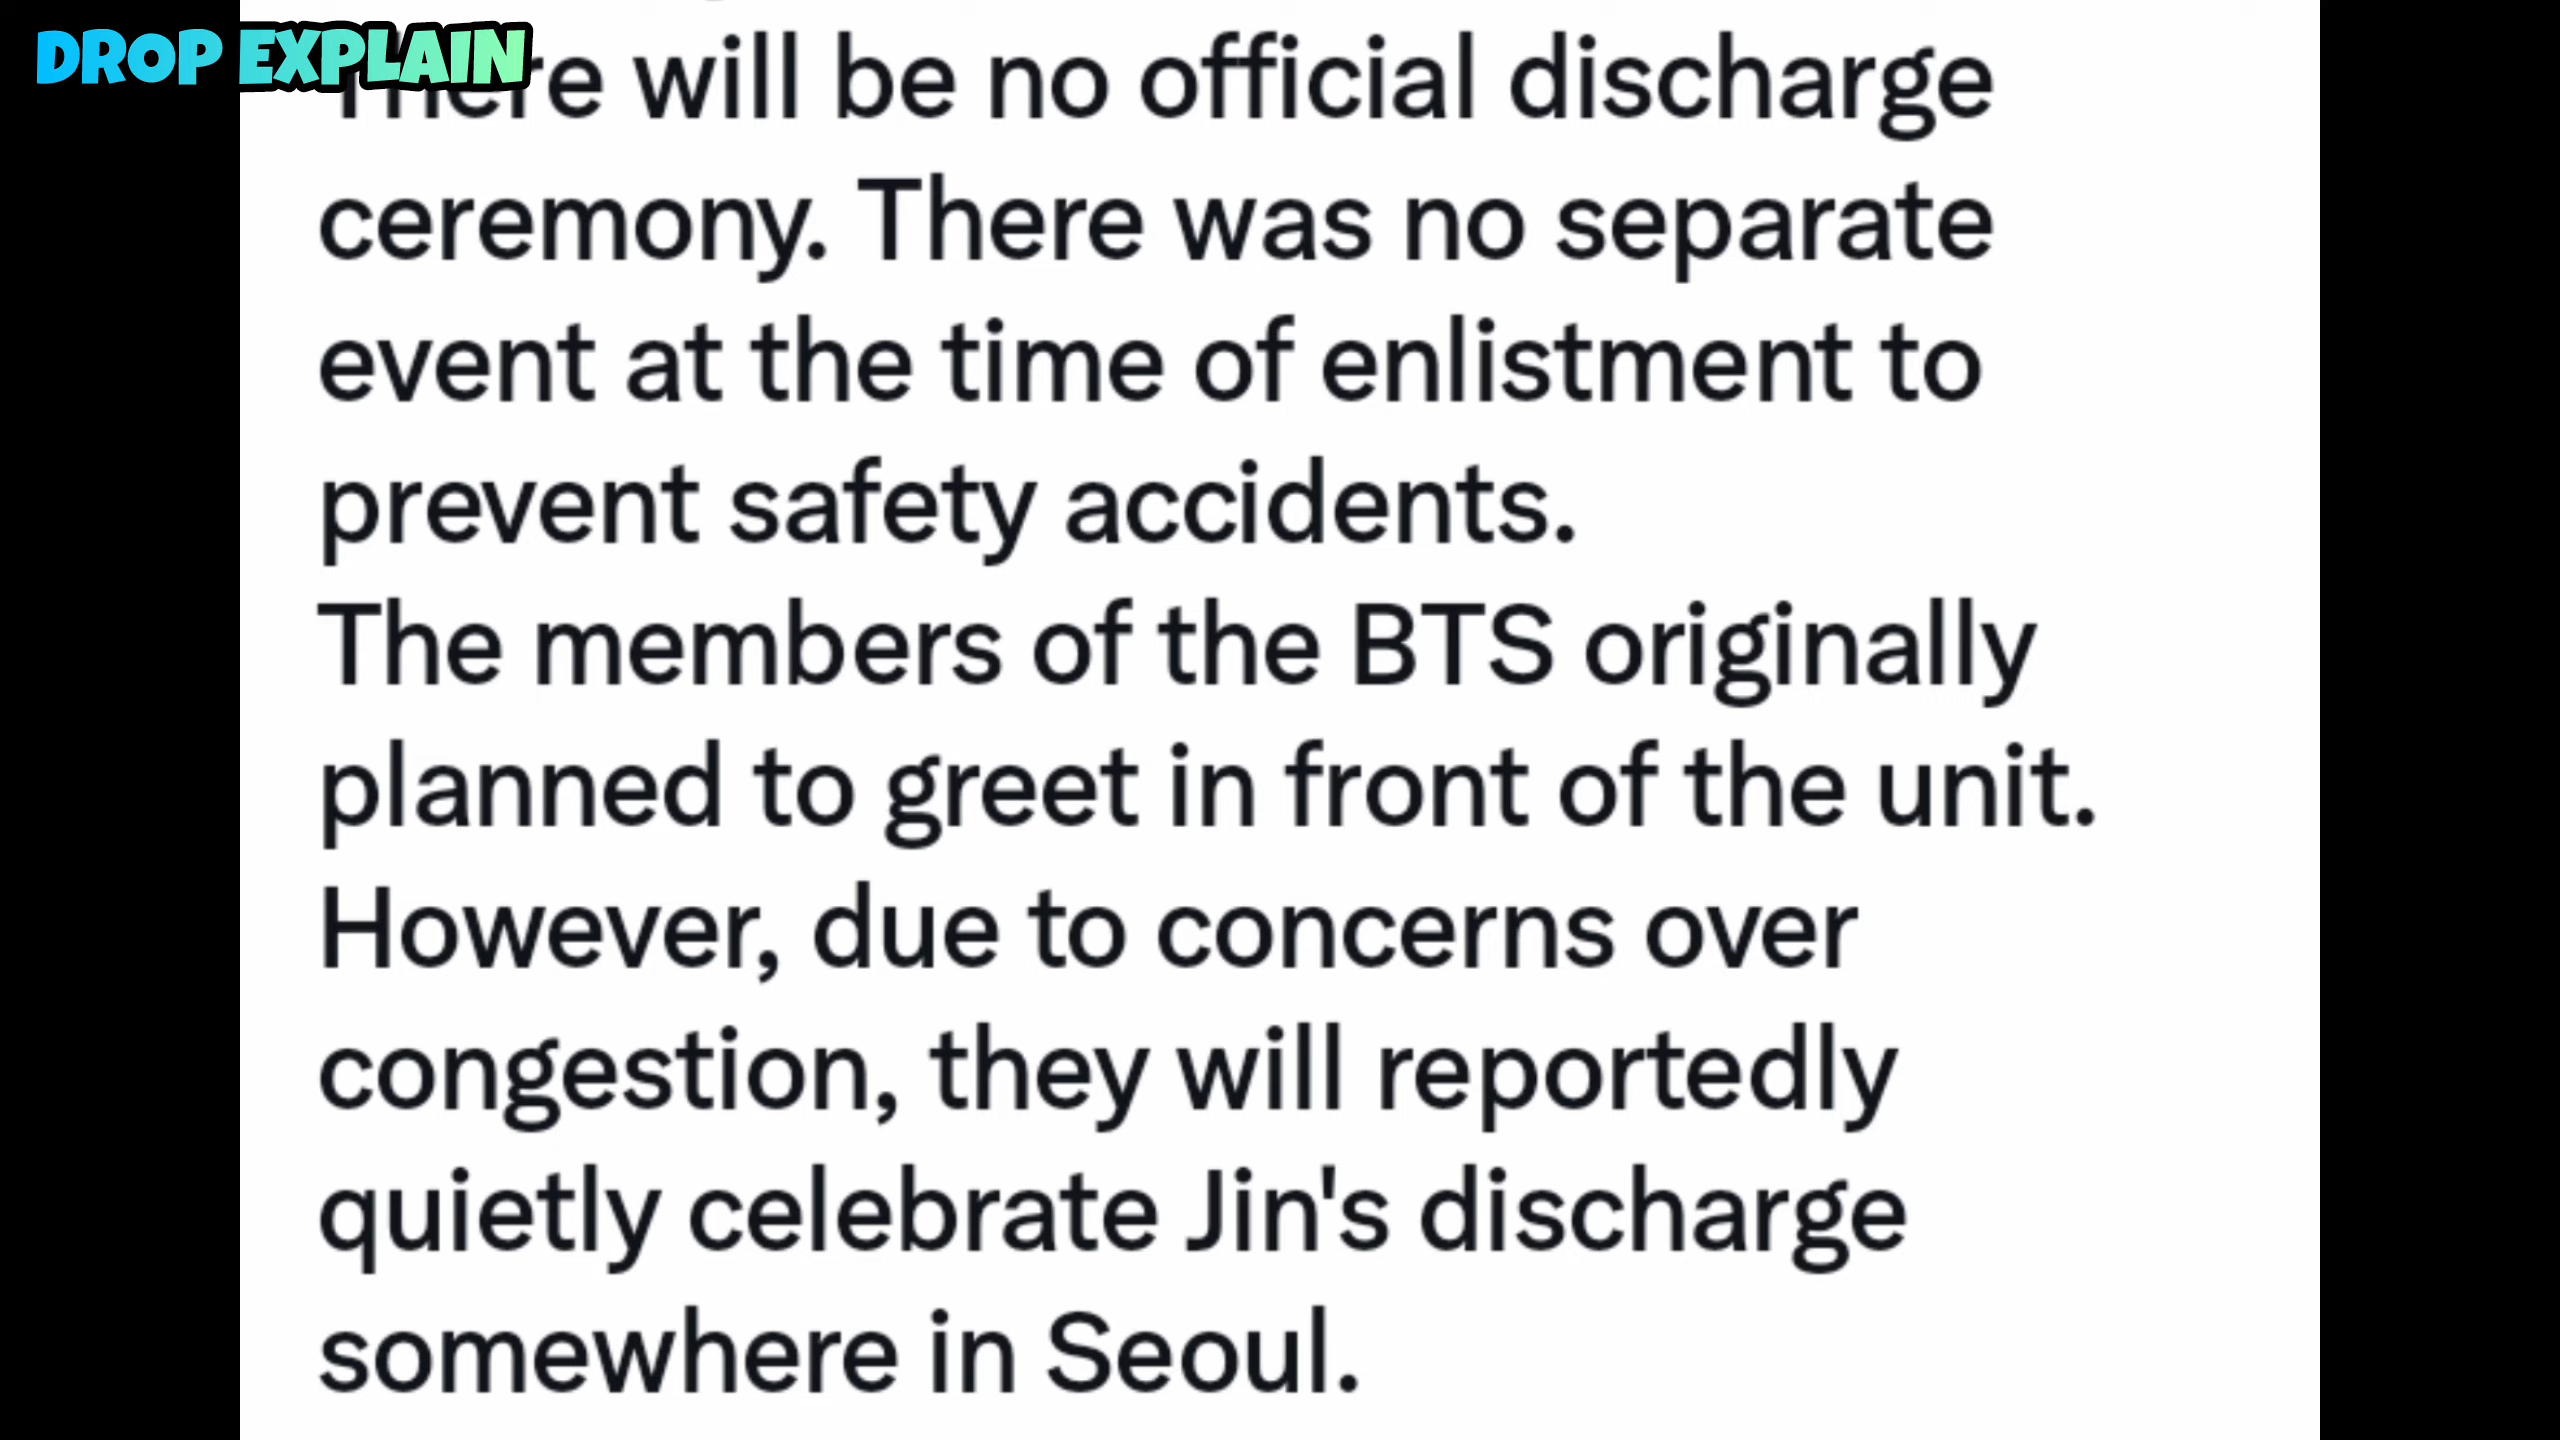 DROP EXPLAIN
There will be no official discharge
ceremony. There was no separate
event at the time of enlistment to
prevent safety accidents.
The members of the BTS originally
planned to greet in front of the unit.
However, due to concerns over
congestion, they will reportedly
quietly celebrate Jin's discharge
somewhere in Seoul.